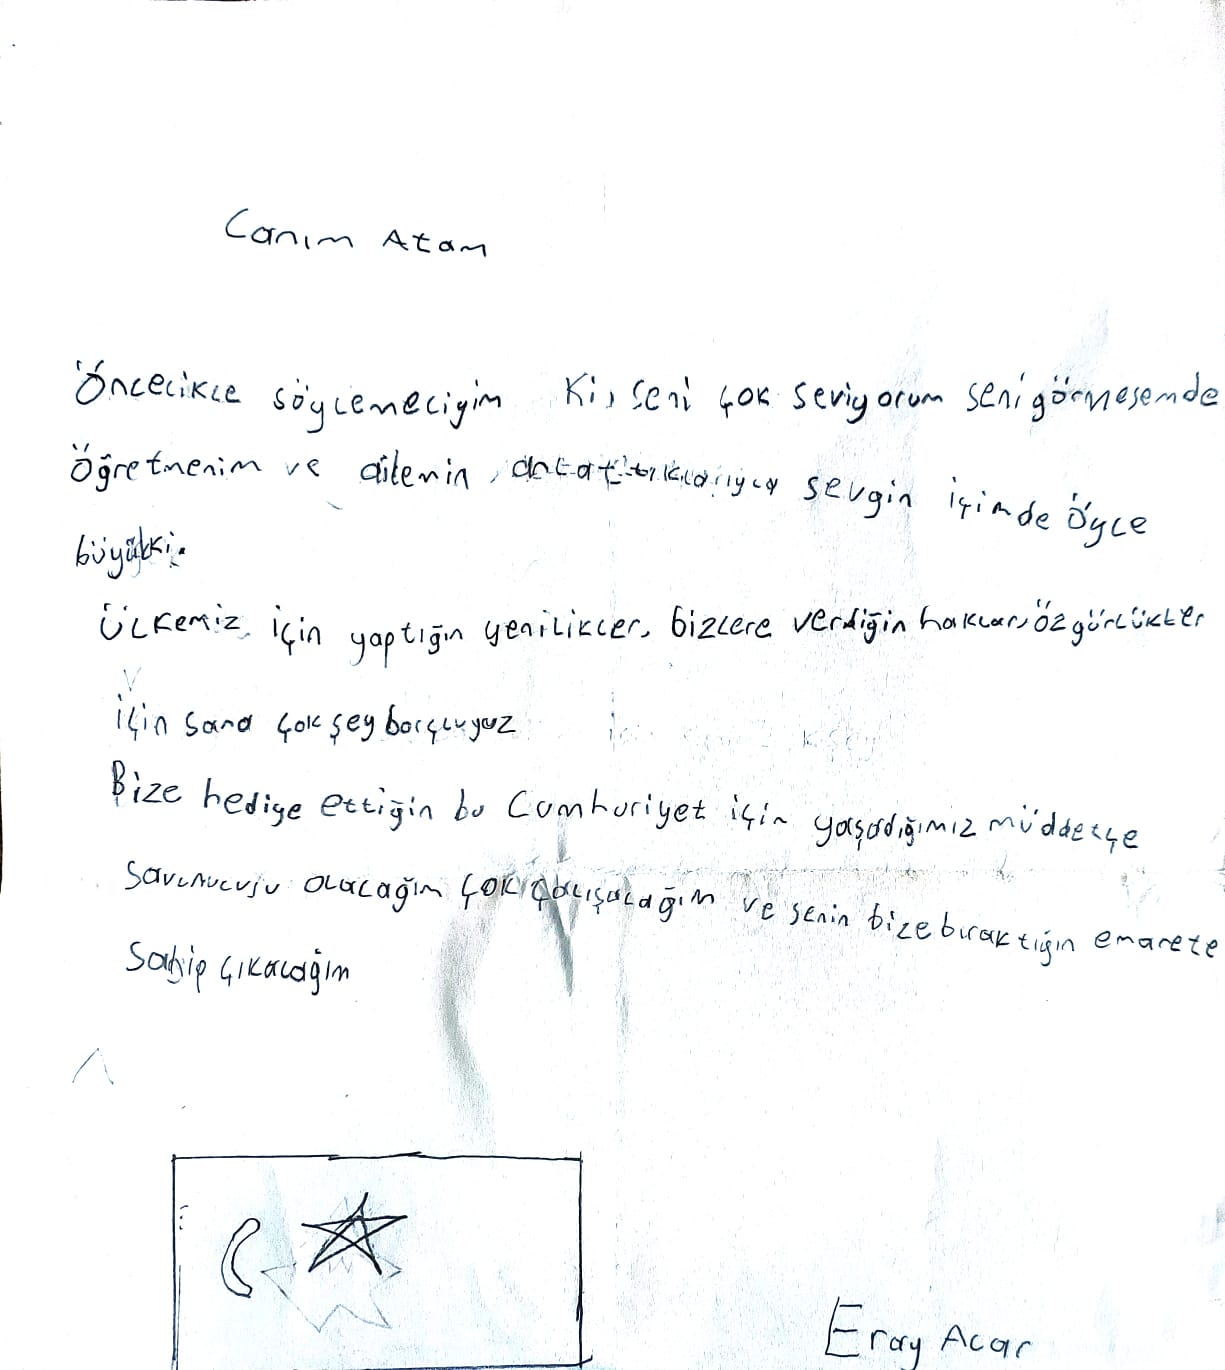 Canım Atam
Öncelikle söylemeliyim ki, seni çok seviyorum seni görmesemde
Öğretmenim ve ailemin, anlattıklarıyla sevgin içimde Öyle
büyükki.
Ülkemiz, için yaptığın yenilikler, bizlere verdiğin haklar, özgürlükler
için sana çok şey borçluyuz
Bize hediye ettiğin bu Cumhuriyet için yaşadığımız müddetçe
Savunucusu olacağım çok çalışacağım ve senin bize bıraktığın emanete
Sahip çıkacağım
Eray Acar